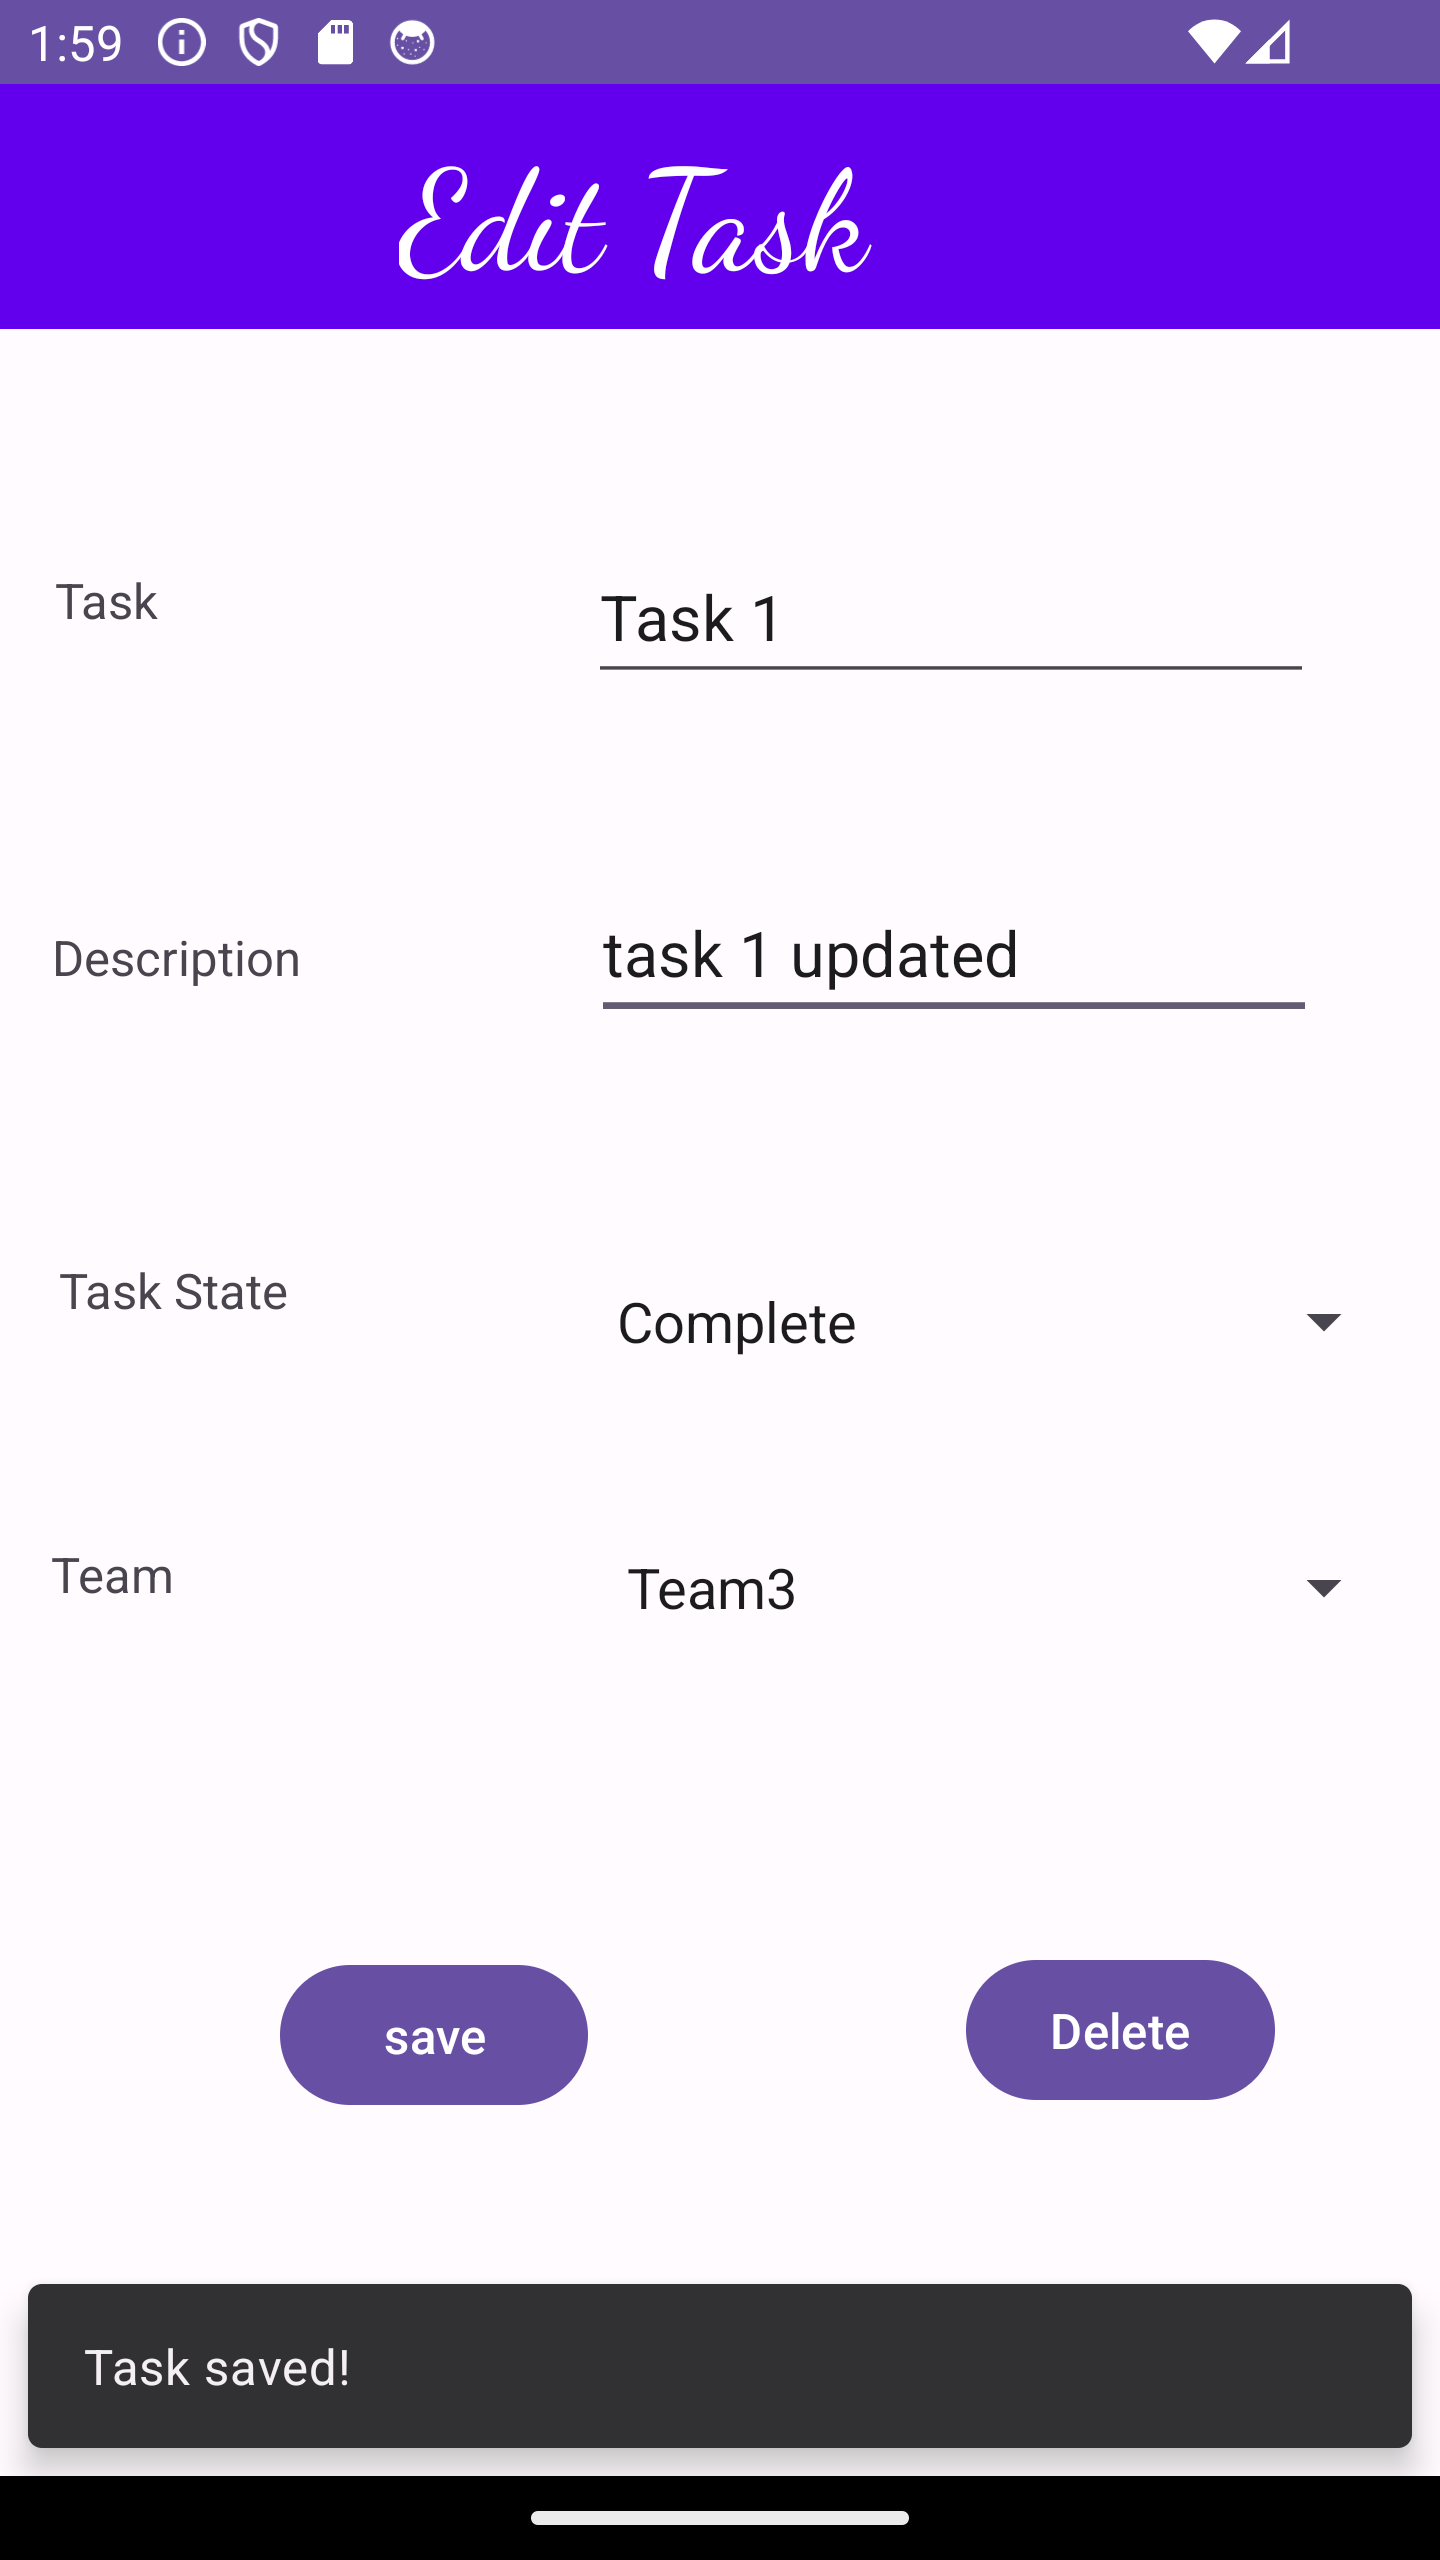 1:59
Edit Task
Task
Task 1
Description
task 1 updated
Task State
Complete
Team
Team3
save
Delete
Task saved!